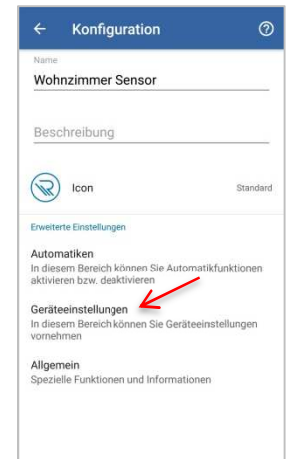 Konfiguration
Name
Wohnzimmer Sensor
Beschreibung
Icon
Standard
Erweiterte Einstellungen
Automatiken
In diesem Bereich können Sie Automatikfunktionen
aktivieren bzw. deaktivieren
Geräteeinstellungen
In diesem Bereich können Sie Geräteeinstellungen
vornehmen
Allgemein
Spezielle Funktionen und Informationen